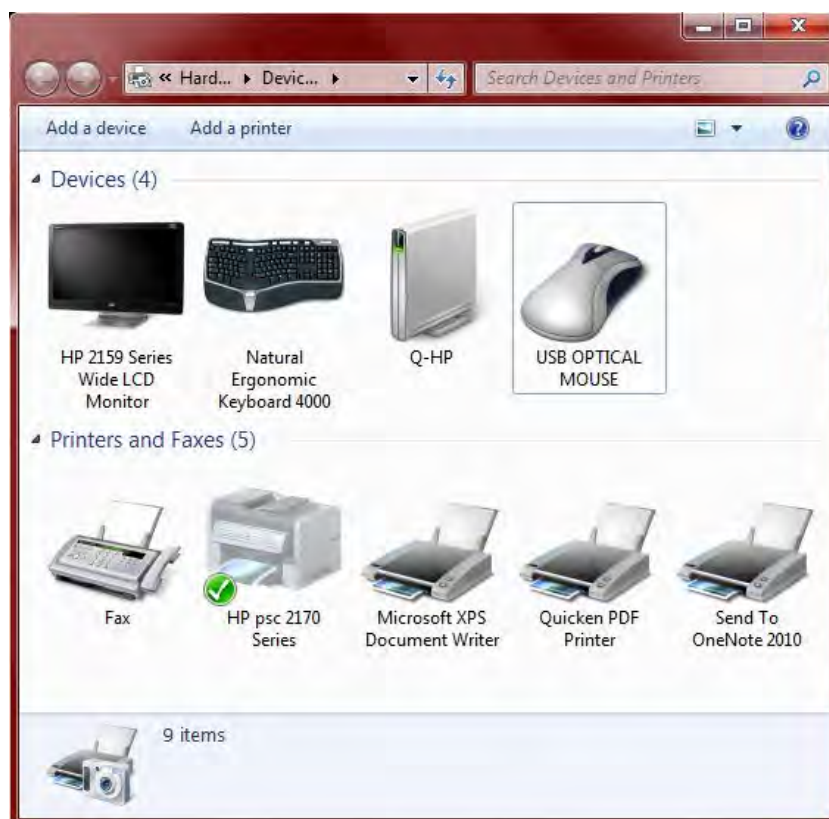 « Hard... ▸ Devic... ▸
Search Devices and Printers
Add a device Add a printer
Devices (4)
HP 2159 Series
Wide LCD
Monitor
Natural
Ergonomic
Keyboard 4000
Q-HP
USB OPTICAL
MOUSE
Printers and Faxes (5)
Fax
HP psc 2170
Series
Microsoft XPS
Document Writer
Quicken PDF
Printer
Send To
OneNote 2010
9 items